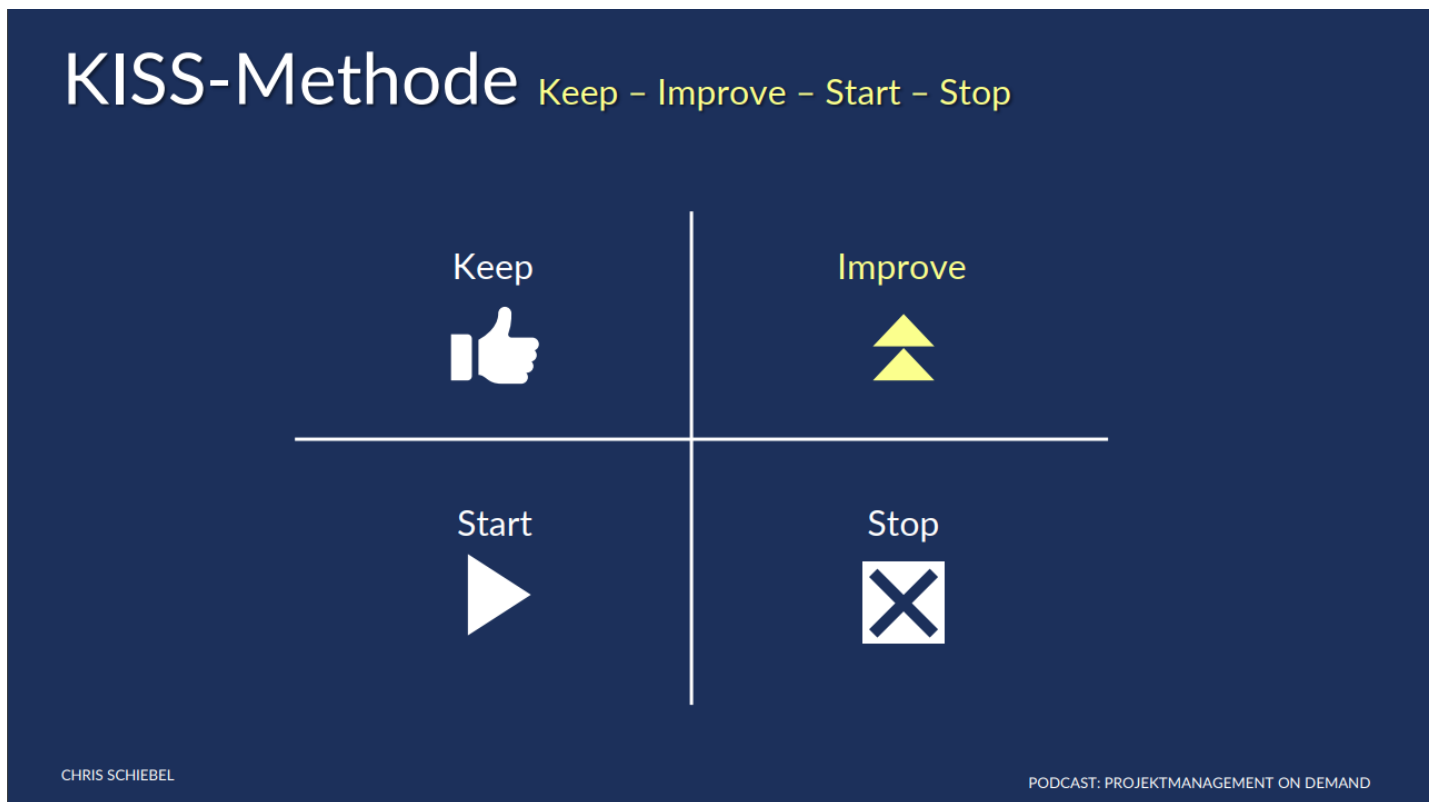 KISS-Methode Keep – Improve – Start – Stop
Keep
Improve
Start
Stop
CHRIS SCHIEBEL
PODCAST: PROJEKTMANAGEMENT ON DEMAND